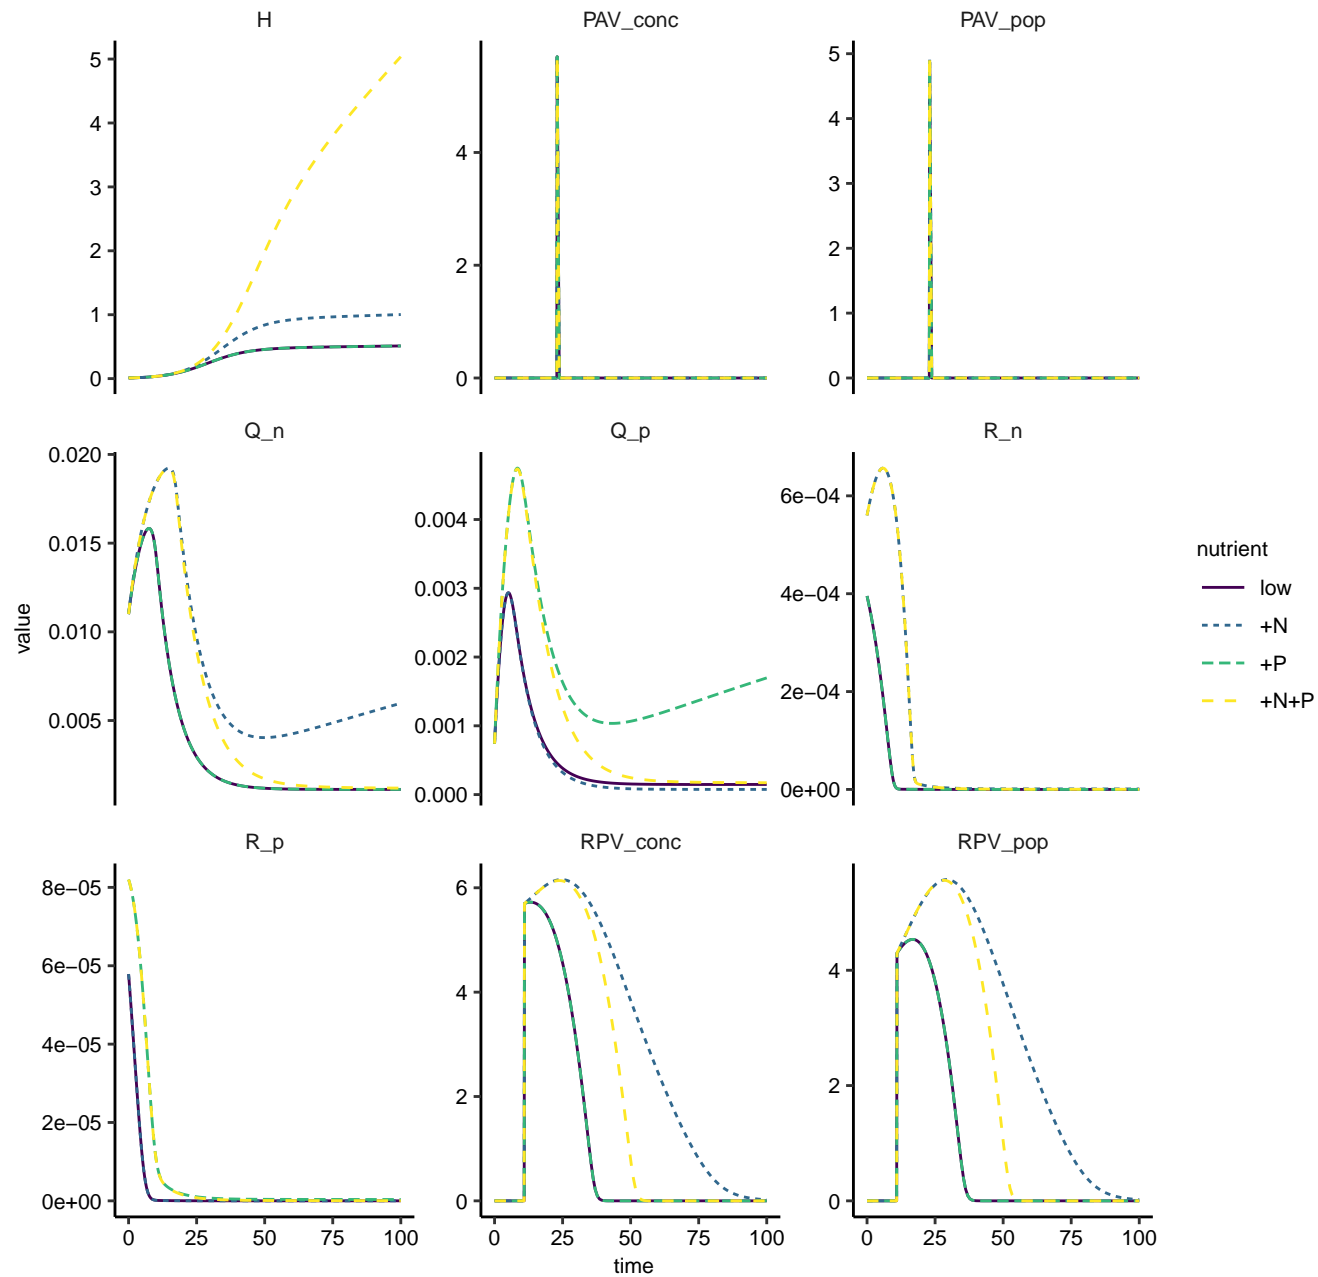 H
PAV_conc
PAV_pop
5
4
3
2
1
0
4
2
0
5
4
3
2
1
0
Q_n
Q_p
R_n
0.020
0.015
0.010
0.005
0.004
0.003
0.002
0.001
0.000
6e−04
4e−04
2e−04
0e+00
value
nutrient
low
+N
+P
+N+P
R_p
RPV_conc
RPV_pop
8e−05
6e−05
4e−05
2e−05
0e+00
6
4
2
0
4
2
0
0 25 50 75 100
0 25 50 75 100
0 25 50 75 100
time